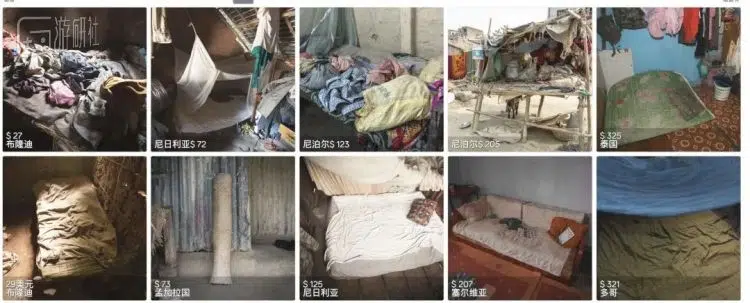 游研社
$ 27
布隆迪
尼日利亚$ 72
尼泊尔$ 123
尼泊尔$ 205
$ 325
泰国
29美元
布隆迪
$ 73
孟加拉国
$ 125
尼日利亚
$ 207
塞尔维亚
$ 321
多哥